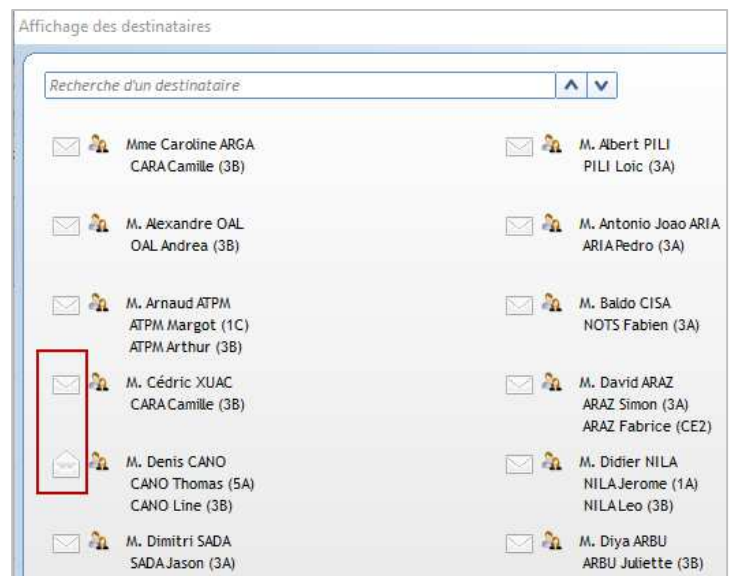 Affichage des destinataires
Recherche d'un destinataire
Mme Caroline ARGA
CARA Camille (3B)
M. Alexandre OAL
OAL Andrea (3B)
M. Arnaud ATPM
ATPM Margot (1C)
ATPM Arthur (3B)
M. Cédric XUAC
CARA Camille (3B)
M. Denis CANO
CANO Thomas (5A)
CANO Line (3B)
M. Dimitri SADA
SADA Jason (3A)
M. Albert PILI
PILI Loic (3A)
M. Antonio Joao ARIA
ARIA Pedro (3A)
M. Baldo CISA
NOTS Fabien (3A)
M. David ARAZ
ARAZ Simon (3A)
ARAZ Fabrice (CE2)
M. Didier NILA
NILA Jerome (1A)
NILA Leo (3B)
M. Diya ARBU
ARBU Juliette (3B)